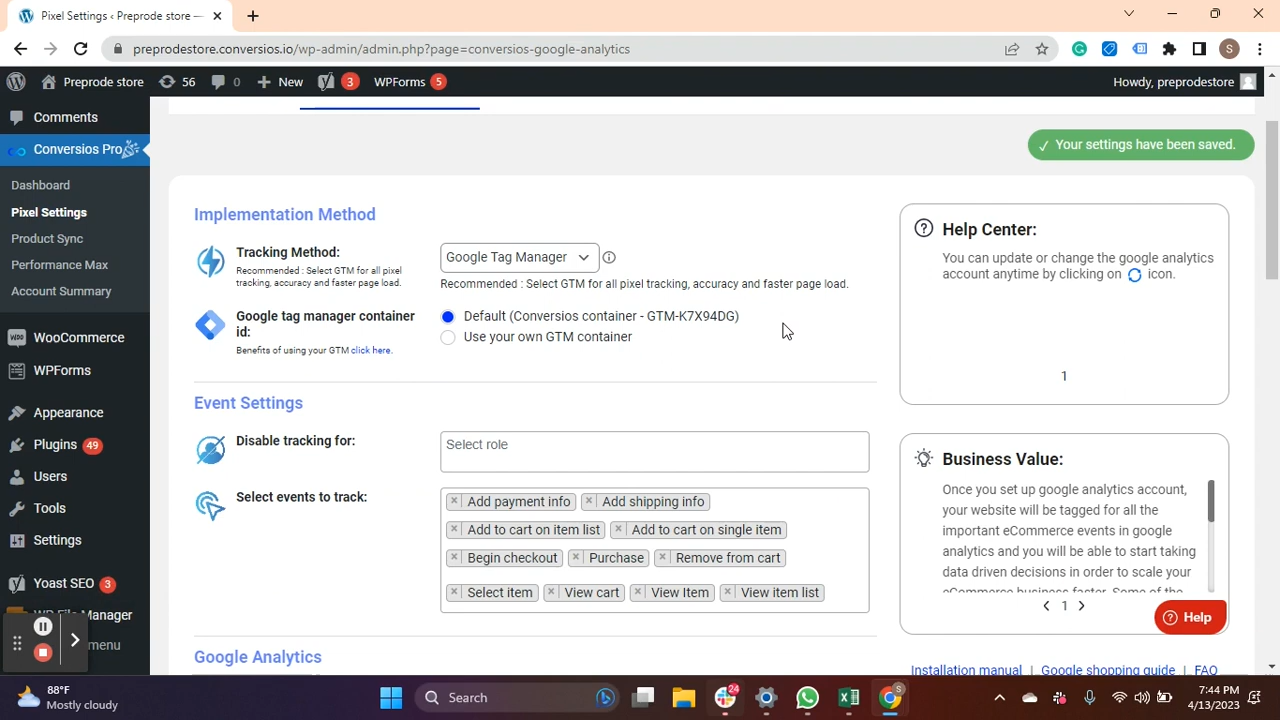 Pixel Settings ‹ Preprode store —
preprodestore.conversios.io/wp-admin/admin.php?page=conversios-google-analytics
S
Preprode store
56
0
New
3
WPForms 5
Howdy, preprodestore
Comments
Conversios Pro
Dashboard
Pixel Settings
Product Sync
Performance Max
Account Summary
WooCommerce
WPForms
Appearance
Plugins 49
Users
Tools
Settings
Yoast SEO 3
WP File Manager
menu
Your settings have been saved.
Implementation Method
Tracking Method:
Recommended : Select GTM for all pixel
tracking, accuracy and faster page load.
Google Tag Manager
Recommended : Select GTM for all pixel tracking, accuracy and faster page load.
Google tag manager container
id:
Benefits of using your GTM click here.
Default (Conversios container - GTM-K7X94DG)
Use your own GTM container
Event Settings
Disable tracking for:
Select role
Select events to track:
× Add payment info × Add shipping info
× Add to cart on item list × Add to cart on single item
× Begin checkout × Purchase × Remove from cart
× Select item × View cart × View Item × View item list
Google Analytics
Help Center:
You can update or change the google analytics
account anytime by clicking on icon.
1
Business Value:
Once you set up google analytics account,
your website will be tagged for all the
important eCommerce events in google
analytics and you will be able to start taking
data driven decisions in order to scale your
eCommerce business faster. Some of the
1
Help
Installation manual | Google shopping guide | FAQ
88°F
Mostly cloudy
Search
24
S
7:44 PM
4/13/2023